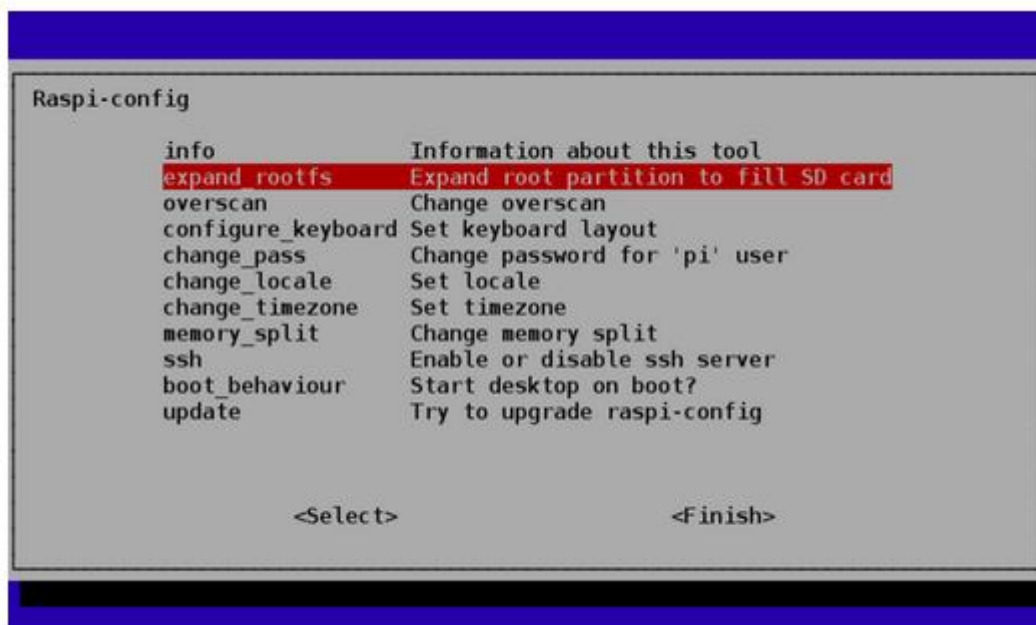 Raspi-config
info Information about this tool
expand_rootfs Expand root partition to fill SD card
overscan Change overscan
configure_keyboard Set keyboard layout
change_pass Change password for 'pi' user
change_locale Set locale
change_timezone Set timezone
memory_split Change memory split
ssh Enable or disable ssh server
boot_behaviour Start desktop on boot?
update Try to upgrade raspi-config
<Select> <Finish>